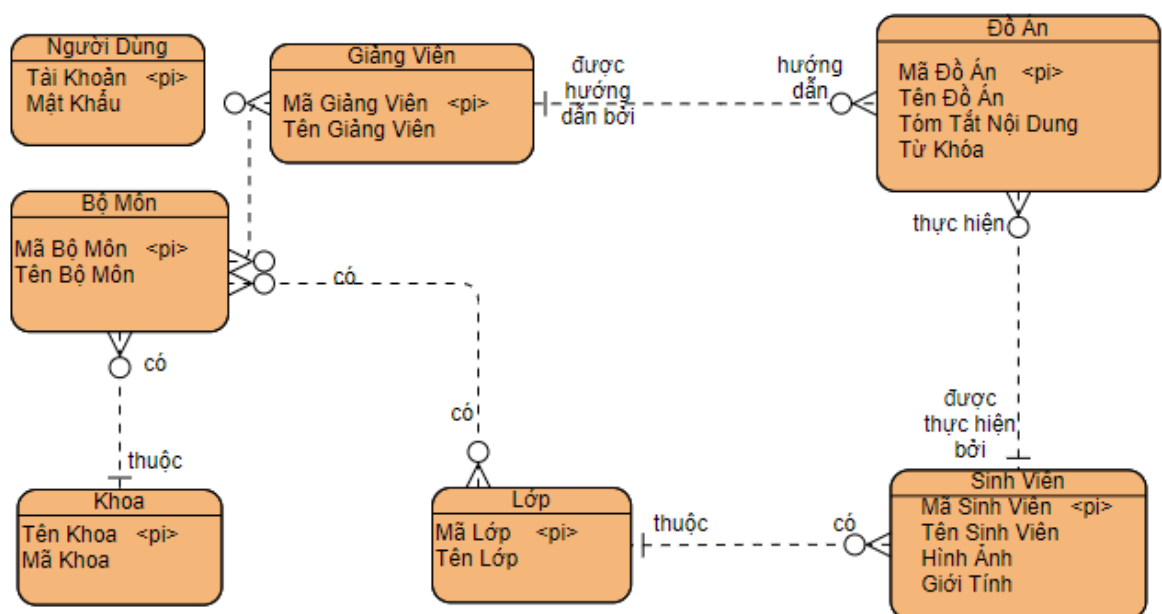 Người Dùng
Tài Khoản <pi>
Mật Khẩu
Giảng Viên
Mã Giảng Viên <pi>
Tên Giảng Viên
được
hướng
dẫn bởi
hướng
dẫn
Đồ Án
Mã Đồ Án <pi>
Tên Đồ Án
Tóm Tắt Nội Dung
Từ Khóa
Bộ Môn
Mã Bộ Môn <pi>
Tên Bộ Môn
thực hiện
có
có
có
được
thực hiện
bởi
thuộc
Khoa
Tên Khoa <pi>
Mã Khoa
Lớp
Mã Lớp <pi>
Tên Lớp
thuộc
có
Sinh Viên
Mã Sinh Viên <pi>
Tên Sinh Viên
Hình Ảnh
Giới Tính